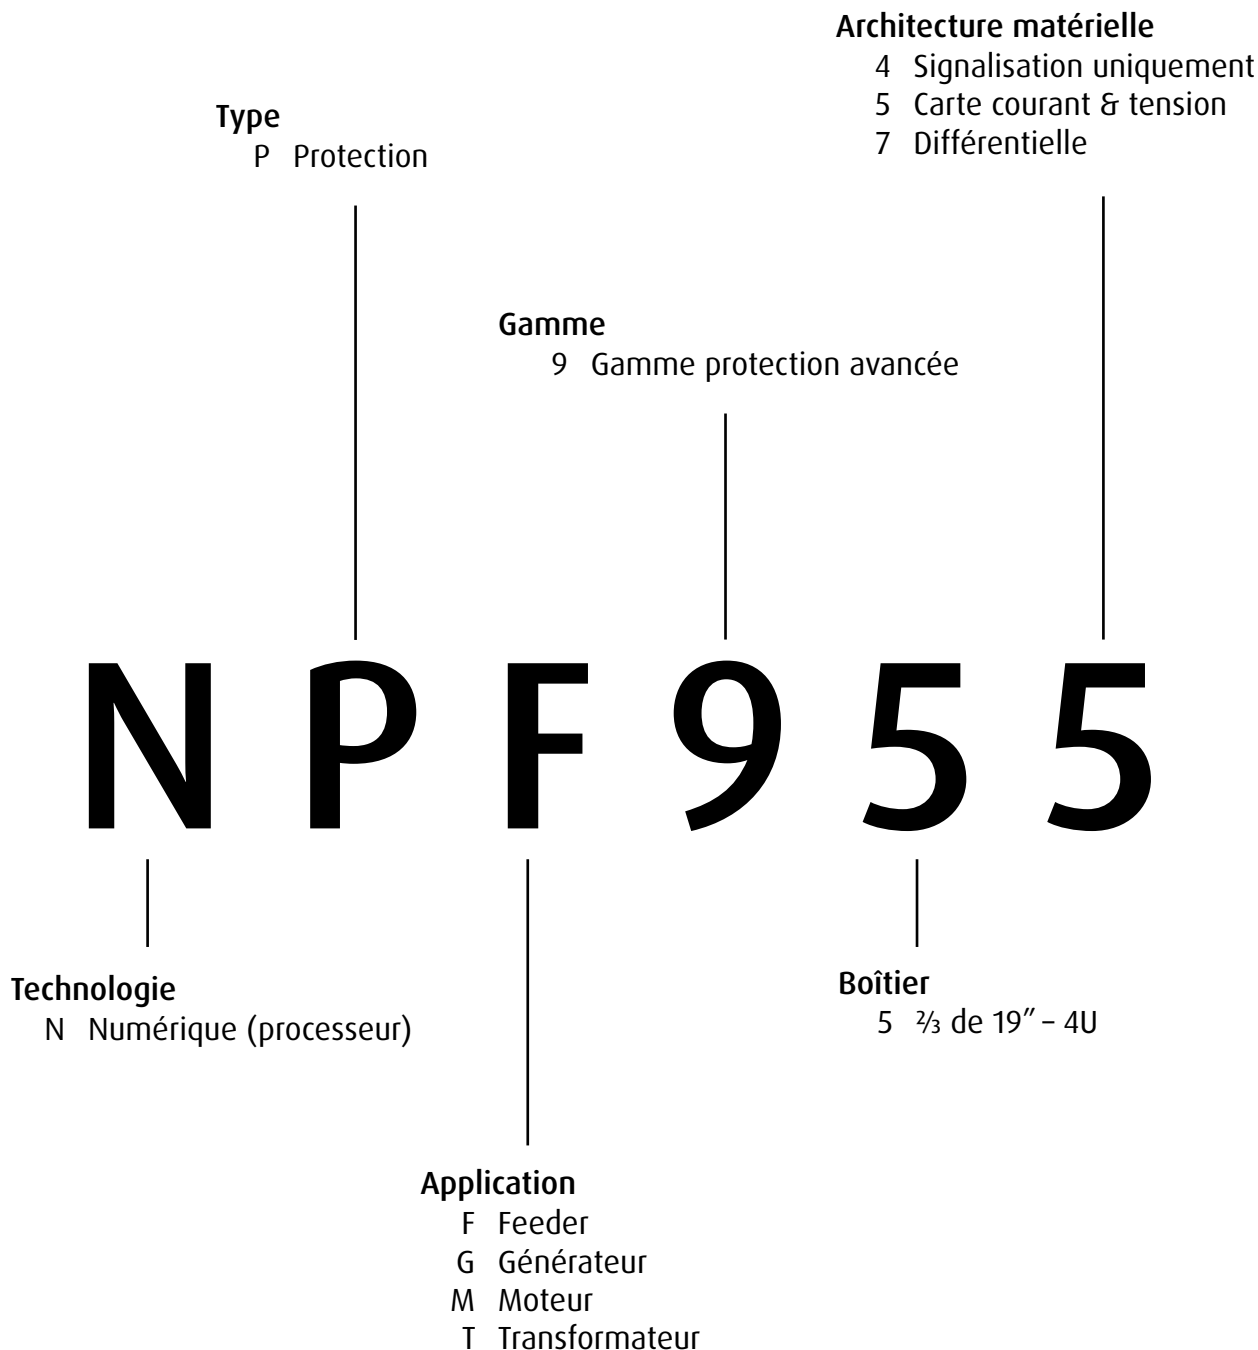 Architecture matérielle
4 Signalisation uniquement
5 Carte courant & tension
7 Différentielle
Type
P Protection
Gamme
9 Gamme protection avancée
N P F 9 5 5
Technologie
N Numérique (processeur)
Boîtier
5 ⅔ de 19″ – 4U
Application
F Feeder
G Générateur
M Moteur
T Transformateur